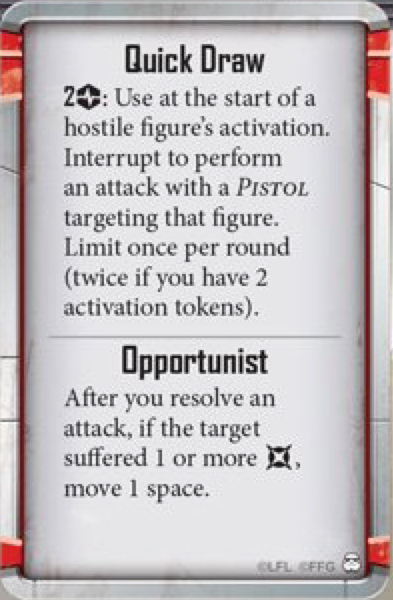 Quick Draw
2: Use at the start of a
hostile figure's activation.
Interrupt to perform
an attack with a PISTOL
targeting that figure.
Limit once per round
(twice if you have 2
activation tokens).
Opportunist
After you resolve an
attack, if the target
suffered 1 or more ,
move 1 space.
©LFL ©FFG